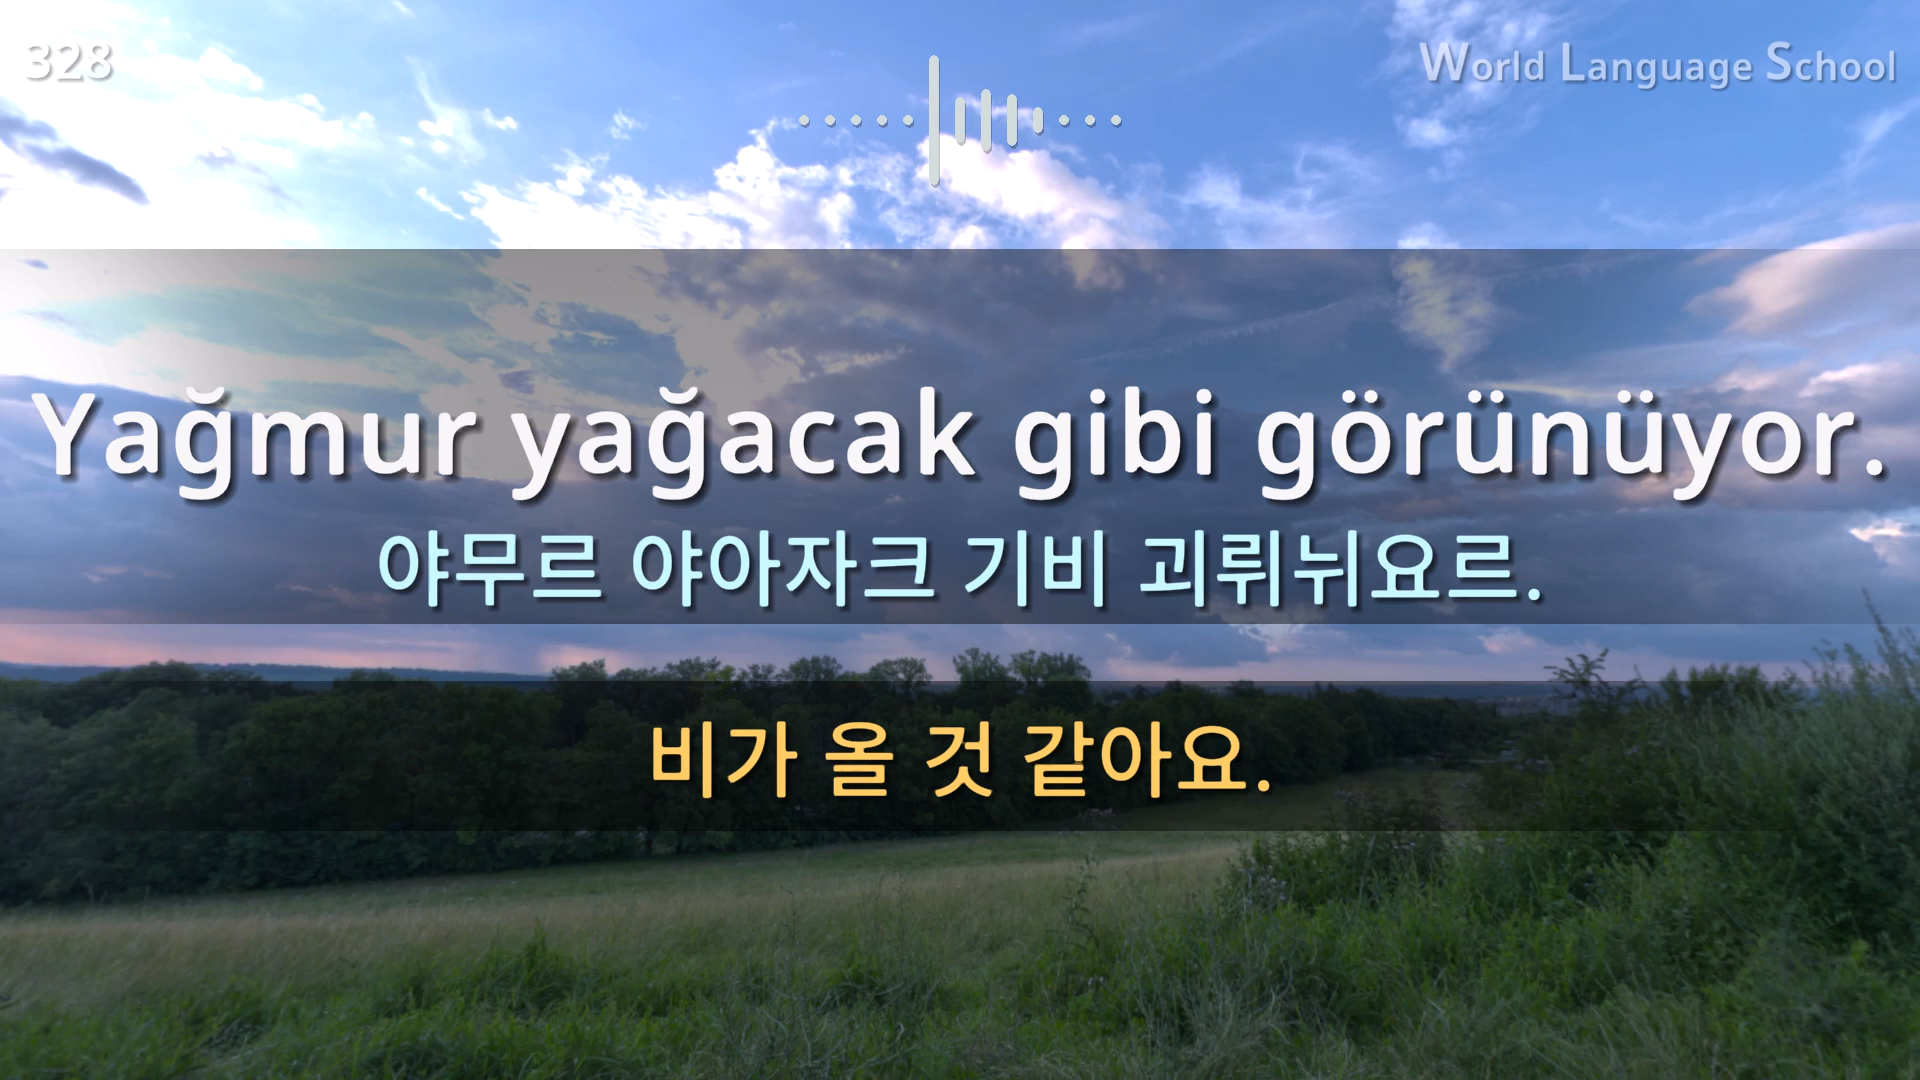 328
World Language School
Yağmur yağacak gibi görünüyor.
야무르 야아자크 기비 괴뤼뉘요르.
비가 올 것 같아요.